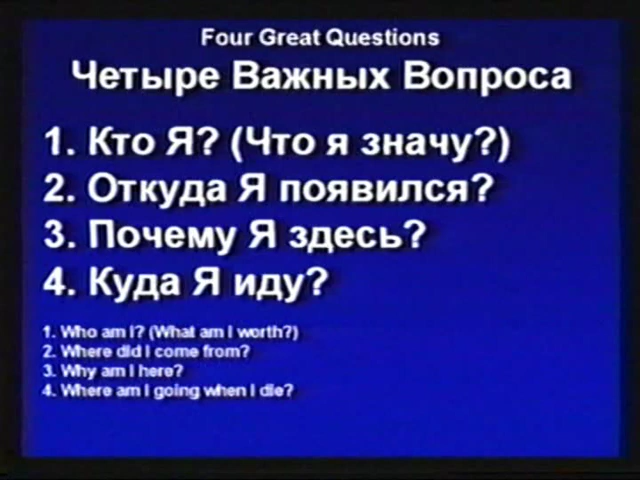 Four Great Questions
Четыре Важных Вопроса
1. Кто Я? (Что я значу?)
2. Откуда Я появился?
3. Почему Я здесь?
4. Куда Я иду?
1. Who am I? (What am I worth?)
2. Where did I come from?
3. Why am I here?
4. Where am I going when I die?